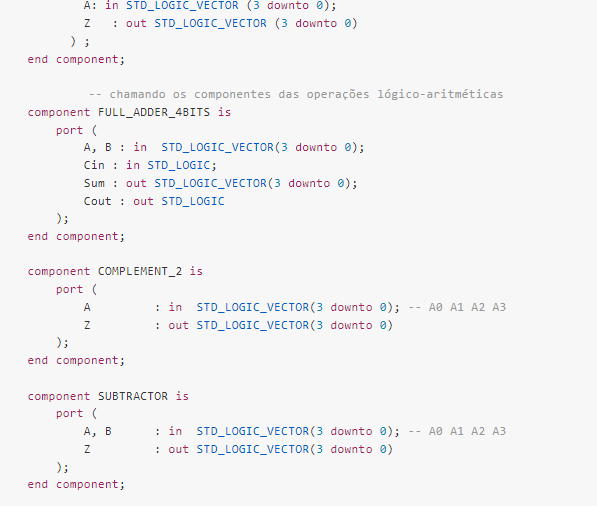 A: in STD_LOGIC_VECTOR (3 downto 0);
Z   : out STD_LOGIC_VECTOR (3 downto 0)
) ;
end component;
-- chamando os componentes das operações lógico-aritméticas
component FULL_ADDER_4BITS is
port (
A, B : in  STD_LOGIC_VECTOR(3 downto 0);
Cin : in STD_LOGIC;
Sum : out STD_LOGIC_VECTOR(3 downto 0);
Cout : out STD_LOGIC
);
end component;
component COMPLEMENT_2 is
port (
A         : in  STD_LOGIC_VECTOR(3 downto 0); -- A0 A1 A2 A3
Z         : out STD_LOGIC_VECTOR(3 downto 0)
);
end component;
component SUBTRACTOR is
port (
A, B      : in  STD_LOGIC_VECTOR(3 downto 0); -- A0 A1 A2 A3
Z         : out STD_LOGIC_VECTOR(3 downto 0)
);
end component;